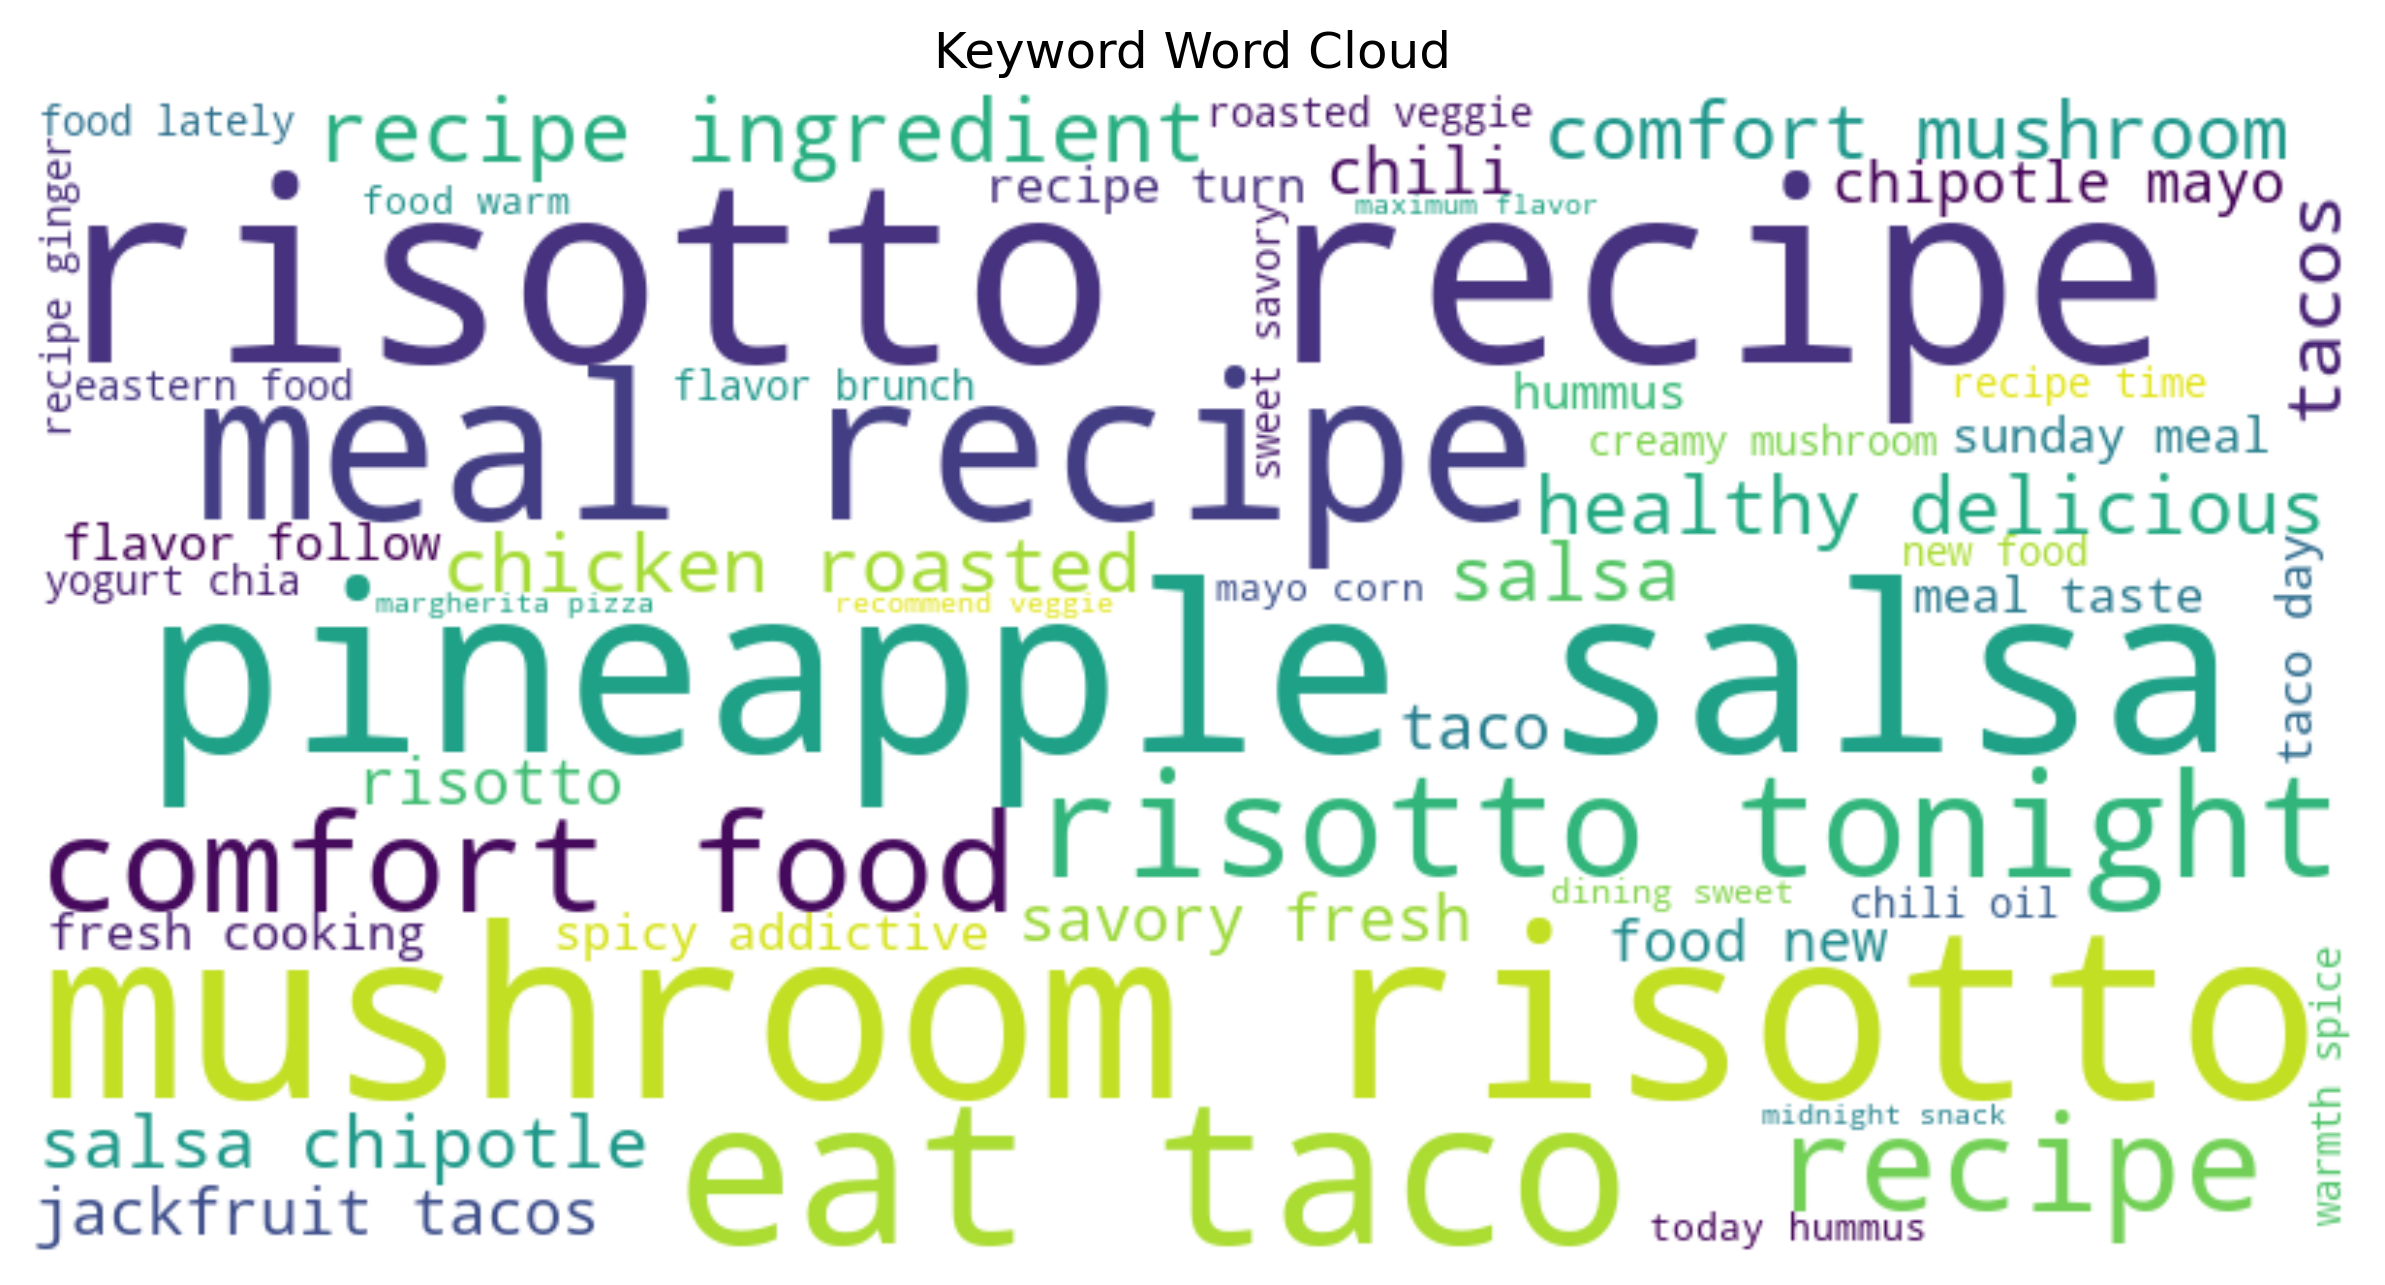 Keyword Word Cloud
food lately
recipe ingredient
roasted veggie
comfort mushroom
recipe ginger
food warm
recipe turn
chili
maximum flavor
chipotle mayo
risotto recipe
sweet savory
tacos
eastern food
flavor brunch
hummus
recipe time
meal recipe
creamy mushroom
sunday meal
healthy delicious
flavor follow
chicken roasted
salsa
new food
yogurt chia
margherita pizza
recommend veggie
mayo corn
meal taste
taco day
pineapple salsa
taco
risotto
risotto tonight
comfort food
dining sweet
chili oil
fresh cooking
spicy addictive
savory fresh
food new
mushroom risotto
warmth spice
salsa chipotle
eat taco
midnight snack
recipe
jackfruit tacos
today hummus